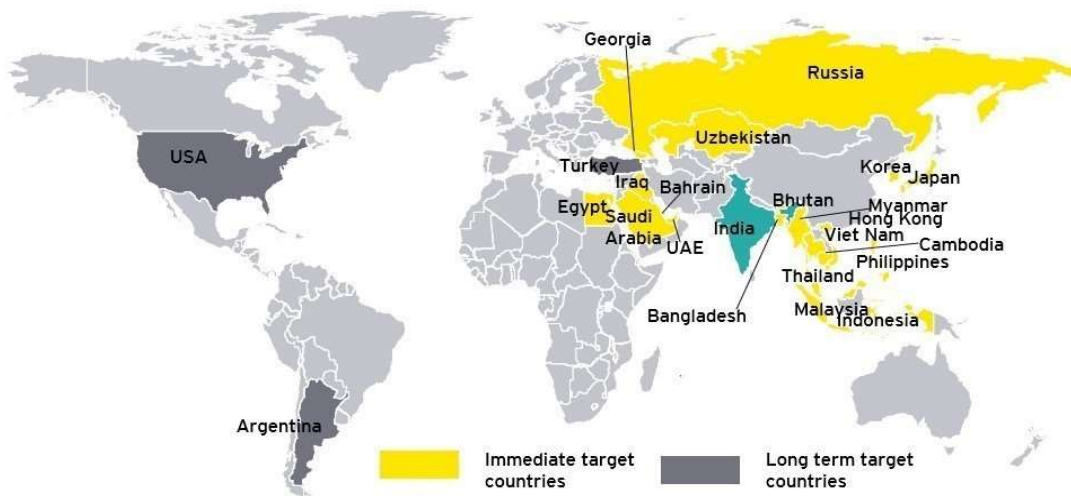 Georgia
Russia
USA
Uzbekistan
Turkey
Korea
Japan
Iraq
Bahrain
Bhutan
Myanmar
Egypt
Saudi
Arabia
UAE
India
Hong Kong
Viet Nam
Cambodia
Philippines
Thailand
Bangladesh
Malaysia
Indonesia
Argentina
Immediate target
countries
Long term target
countries